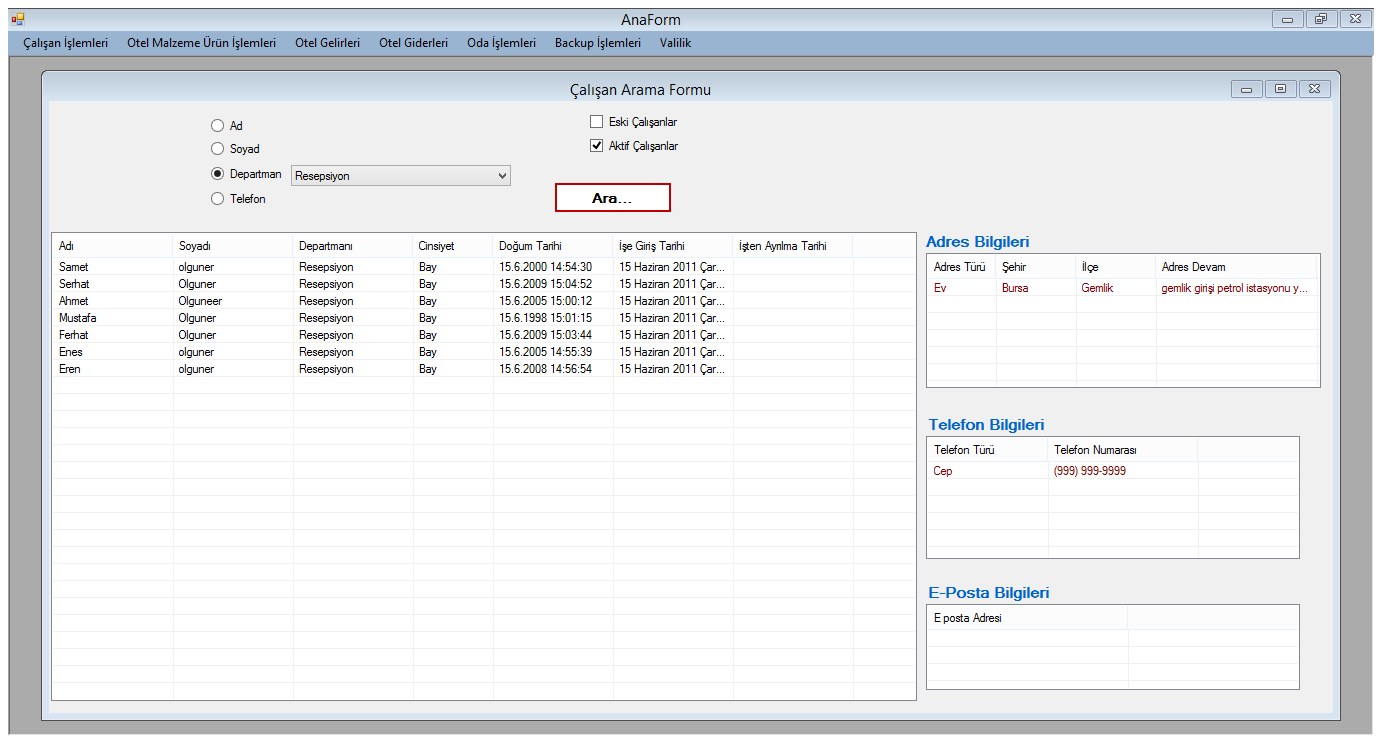 AnaForm
Çalışan İşlemleri Otel Malzeme Ürün İşlemleri Otel Gelirleri Otel Giderleri Oda İşlemleri Backup İşlemleri Valilik
Çalışan Arama Formu
Ad
Soyad
Departman Resepsiyon
Telefon
Eski Çalışanlar
Aktif Çalışanlar
Ara...
Adı Soyadı Departmanı Cinsiyet Doğum Tarihi İşe Giriş Tarihi İşten Ayrılma Tarihi
Samet olguner Resepsiyon Bay 15.6.2000 14:54:30 15 Haziran 2011 Çar...
Serhat Olguner Resepsiyon Bay 15.6.2009 15:04:52 15 Haziran 2011 Çar...
Ahmet Olguneer Resepsiyon Bay 15.6.2005 15:00:12 15 Haziran 2011 Çar...
Mustafa Olguner Resepsiyon Bay 15.6.1998 15:01:15 15 Haziran 2011 Çar...
Ferhat Olguner Resepsiyon Bay 15.6.2009 15:03:44 15 Haziran 2011 Çar...
Enes olguner Resepsiyon Bay 15.6.2005 14:55:39 15 Haziran 2011 Çar...
Eren olguner Resepsiyon Bay 15.6.2008 14:56:54 15 Haziran 2011 Çar...
Adres Bilgileri
Adres Türü Şehir İlçe Adres Devam
Ev Bursa Gemlik gemlik girişi petrol istasyonu y...
Telefon Bilgileri
Telefon Türü Telefon Numarası
Cep (999) 999-9999
E-Posta Bilgileri
E posta Adresi